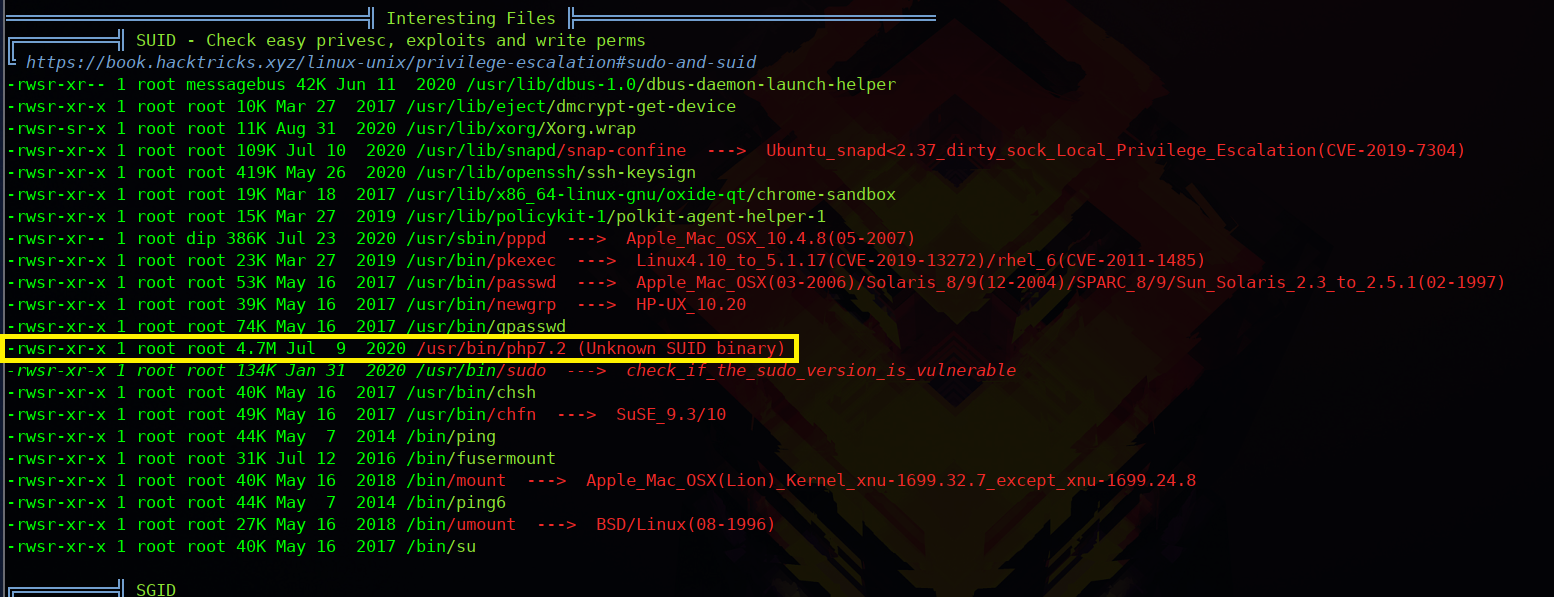 Interesting Files
SUID - Check easy privesc, exploits and write perms
https://book.hacktricks.xyz/linux-unix/privilege-escalation#sudo-and-suid
-rwsr-xr-- 1 root messagebus 42K Jun 11  2020 /usr/lib/dbus-1.0/dbus-daemon-launch-helper
-rwsr-xr-x 1 root root 10K Mar 27  2017 /usr/lib/eject/dmcrypt-get-device
-rwsr-sr-x 1 root root 11K Aug 31  2020 /usr/lib/xorg/Xorg.wrap
-rwsr-xr-x 1 root root 109K Jul 10  2020 /usr/lib/snapd/snap-confine  --->  Ubuntu_snapd<2.37_dirty_sock_Local_Privilege_Escalation(CVE-2019-7304)
-rwsr-xr-x 1 root root 419K May 26  2020 /usr/lib/openssh/ssh-keysign
-rwsr-xr-x 1 root root 19K Mar 18  2017 /usr/lib/x86_64-linux-gnu/oxide-qt/chrome-sandbox
-rwsr-xr-x 1 root root 15K Mar 27  2019 /usr/lib/policykit-1/polkit-agent-helper-1
-rwsr-xr-- 1 root dip 386K Jul 23  2020 /usr/sbin/pppd  --->  Apple_Mac_OSX_10.4.8(05-2007)
-rwsr-xr-x 1 root root 23K Mar 27  2019 /usr/bin/pkexec  --->  Linux4.10_to_5.1.17(CVE-2019-13272)/rhel_6(CVE-2011-1485)
-rwsr-xr-x 1 root root 53K May 16  2017 /usr/bin/passwd  --->  Apple_Mac_OSX(03-2006)/Solaris_8/9(12-2004)/SPARC_8/9/Sun_Solaris_2.3_to_2.5.1(02-1997)
-rwsr-xr-x 1 root root 39K May 16  2017 /usr/bin/newgrp  --->  HP-UX_10.20
-rwsr-xr-x 1 root root 74K May 16  2017 /usr/bin/gpasswd
-rwsr-xr-x 1 root root 4.7M Jul  9  2020 /usr/bin/php7.2 (Unknown SUID binary)
-rwsr-xr-x 1 root root 134K Jan 31  2020 /usr/bin/sudo  --->  check_if_the_sudo_version_is_vulnerable
-rwsr-xr-x 1 root root 40K May 16  2017 /usr/bin/chsh
-rwsr-xr-x 1 root root 49K May 16  2017 /usr/bin/chfn  --->  SuSE_9.3/10
-rwsr-xr-x 1 root root 44K May  7  2014 /bin/ping
-rwsr-xr-x 1 root root 31K Jul 12  2016 /bin/fusermount
-rwsr-xr-x 1 root root 40K May 16  2018 /bin/mount  --->  Apple_Mac_OSX(Lion)_Kernel_xnu-1699.32.7_except_xnu-1699.24.8
-rwsr-xr-x 1 root root 44K May  7  2014 /bin/ping6
-rwsr-xr-x 1 root root 27K May 16  2018 /bin/umount  --->  BSD/Linux(08-1996)
-rwsr-xr-x 1 root root 40K May 16  2017 /bin/su
SGID